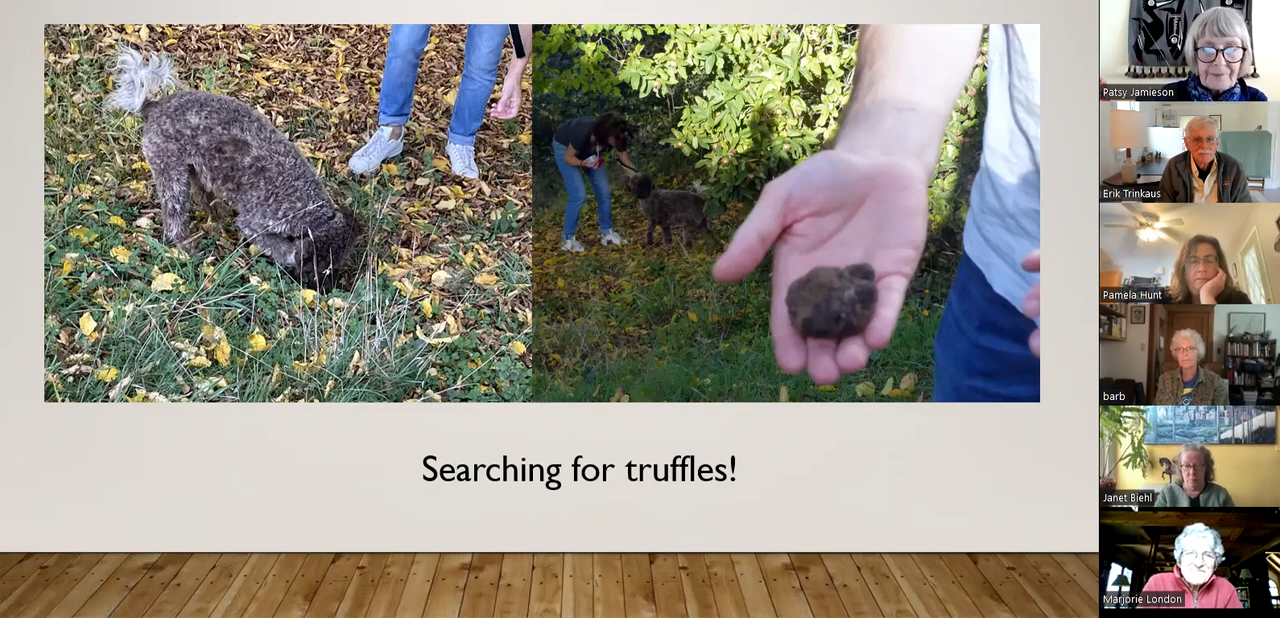 Searching for truffles!
Patsy Jamieson
Erik Trinkaus
Pamela Hunt
barb
Janet Biehl
Marjorie London